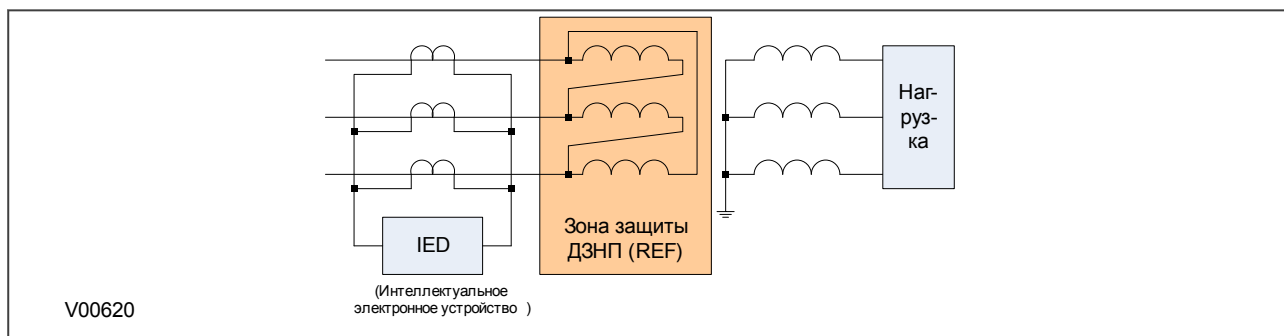 Наг-
руз-
ка
Зона защиты
ДЗНП (REF)
IED
(Интеллектуальное
электронное устройство )
V00620